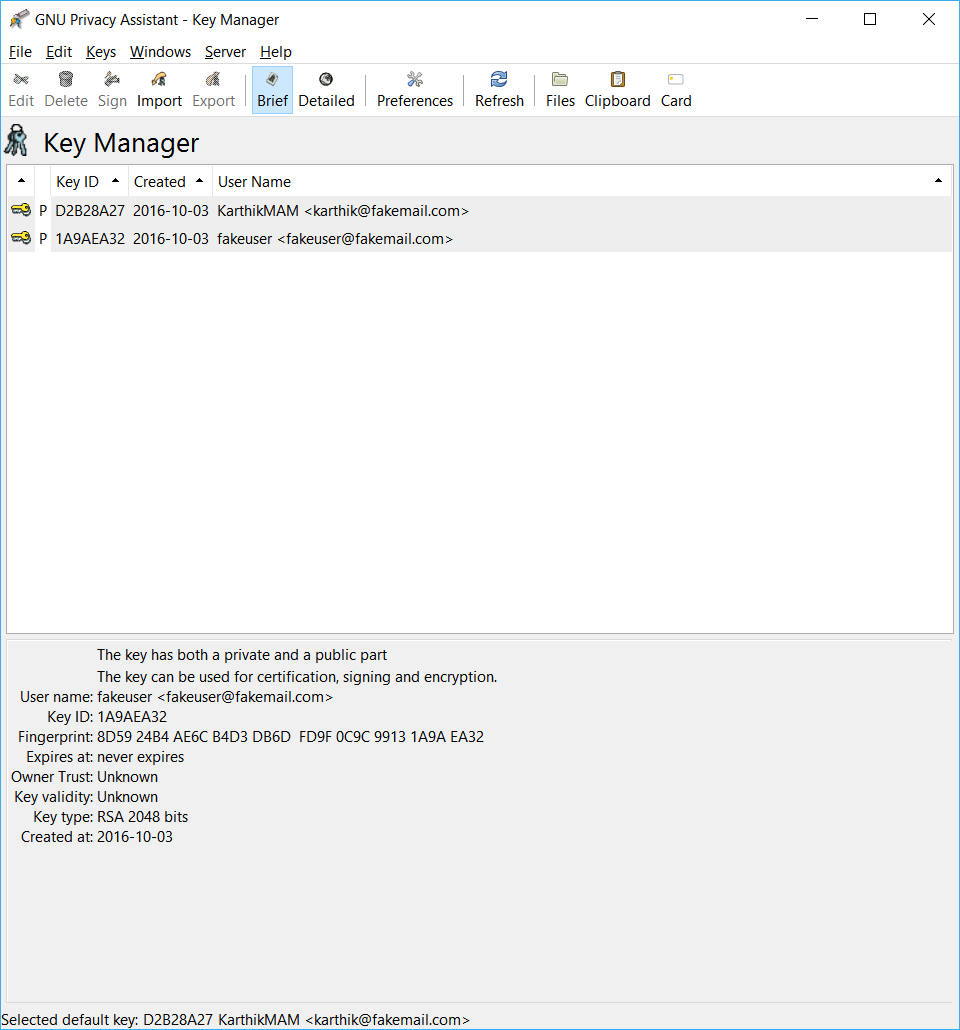 GNU Privacy Assistant - Key Manager
File Edit Keys Windows Server Help
Edit Delete Sign Import Export Brief Detailed Preferences Refresh Files Clipboard Card
Key Manager
Key ID Created User Name
P D2B28A27 2016-10-03 KarthikMAM <karthik@fakemail.com>
P 1A9AEA32 2016-10-03 fakeuser <fakeuser@fakemail.com>
The key has both a private and a public part
The key can be used for certification, signing and encryption.
User name: fakeuser <fakeuser@fakemail.com>
Key ID: 1A9AEA32
Fingerprint: 8D59 24B4 AE6C B4D3 DB6D  FD9F 0C9C 9913 1A9A EA32
Expires at: never expires
Owner Trust: Unknown
Key validity: Unknown
Key type: RSA 2048 bits
Created at: 2016-10-03
Selected default key: D2B28A27 KarthikMAM <karthik@fakemail.com>